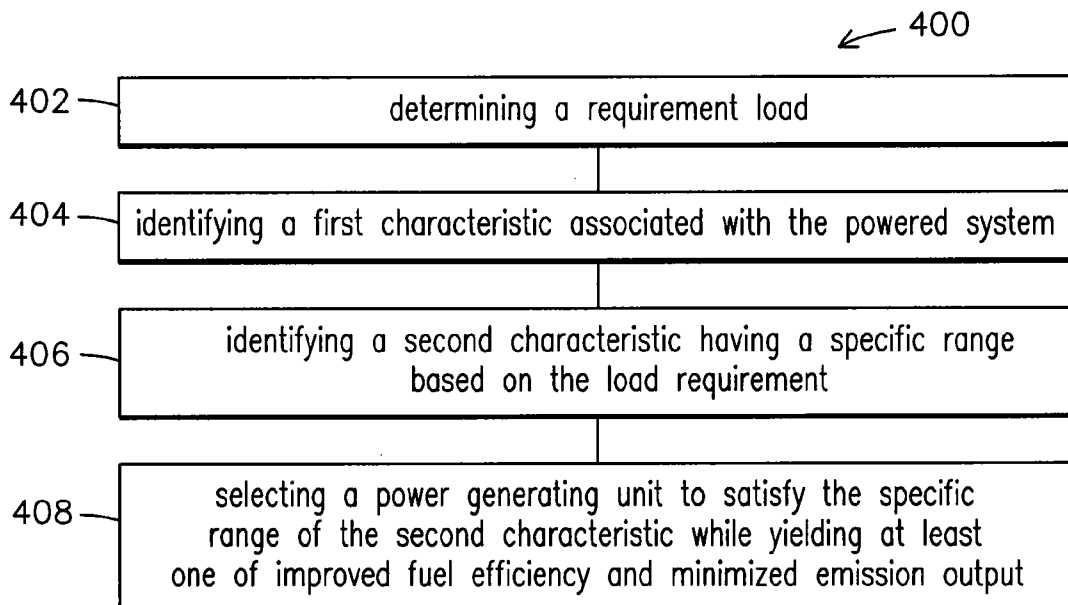 400
402
determining a requirement load
404
identifying a first characteristic associated with the powered system
406
identifying a second characteristic having a specific range
based on the load requirement
408
selecting a power generating unit to satisfy the specific
range of the second characteristic while yielding at least
one of improved fuel efficiency and minimized emission output